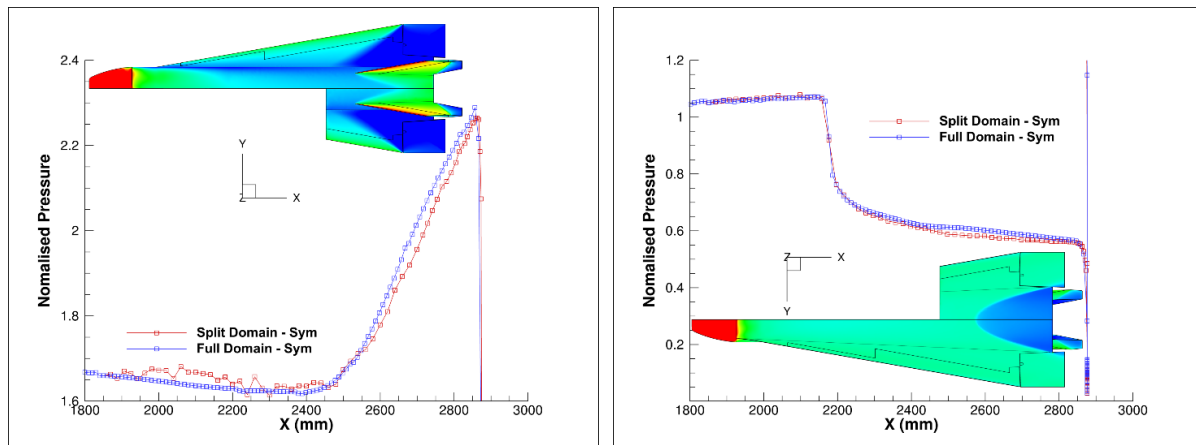 2.4
2.2
2
1.8
1.6
Nomalised Pressure
Y
Z
X
Split Domain - Sym
Full Domain - Sym
1800 2000 2200 2400 2600 2800 3000
X (mm)
1.2
1
0.8
0.6
0.4
0.2
Nomalised Pressure
Split Domain - Sym
Full Domain - Sym
Z
X
Y
1800 2000 2200 2400 2600 2800 3000
X (mm)